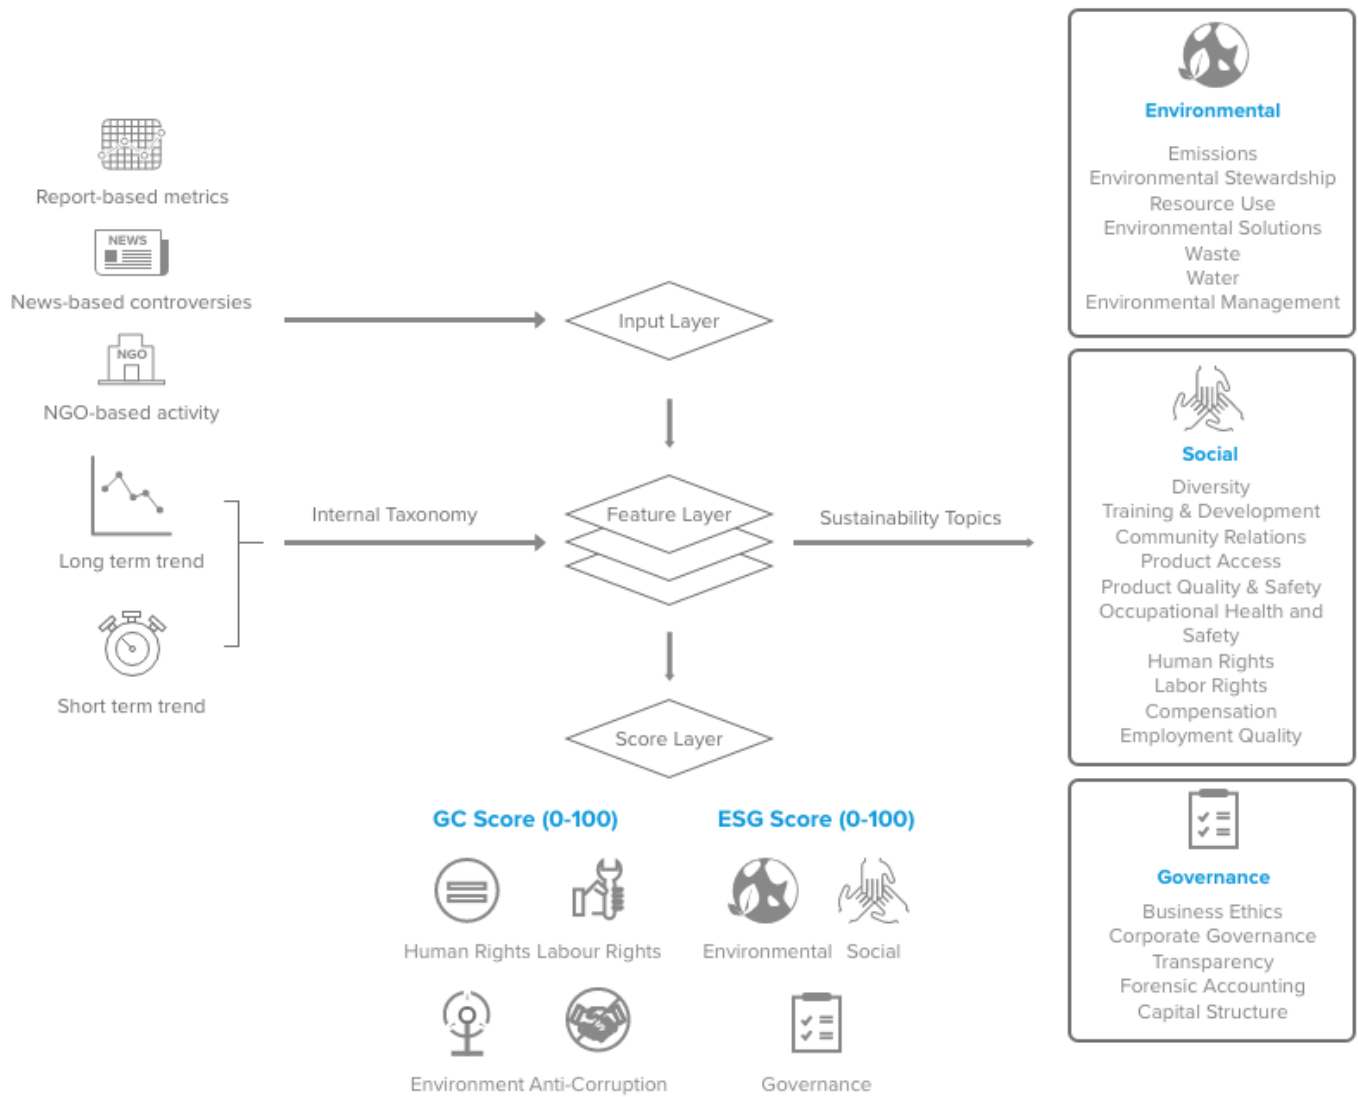 Report-based metrics
NEWS
News-based controversies
NGO
NGO-based activity
Long term trend
Short term trend
Internal Taxonomy
Input Layer
Feature Layer
Score Layer
Sustainability Topics
GC Score (0-100)
Human Rights
Labour Rights
Environment
Anti-Corruption
ESG Score (0-100)
Environmental
Social
Governance
Environmental
Emissions
Environmental Stewardship
Resource Use
Environmental Solutions
Waste
Water
Environmental Management
Social
Diversity
Training & Development
Community Relations
Product Access
Product Quality & Safety
Occupational Health and
Safety
Human Rights
Labor Rights
Compensation
Employment Quality
Governance
Business Ethics
Corporate Governance
Transparency
Forensic Accounting
Capital Structure